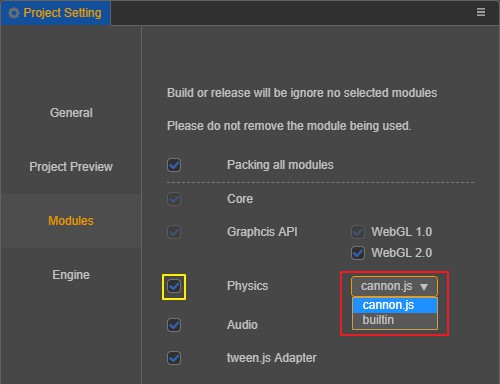 Project Setting
Build or release will be ignore no selected modules
General
Please do not remove the module being used.
Project Preview
Packing all modules
Core
Modules
Graphcis API
WebGL 1.0
WebGL 2.0
Engine
Physics
cannon.js
cannon.js
builtin
Audio
tween.js Adapter